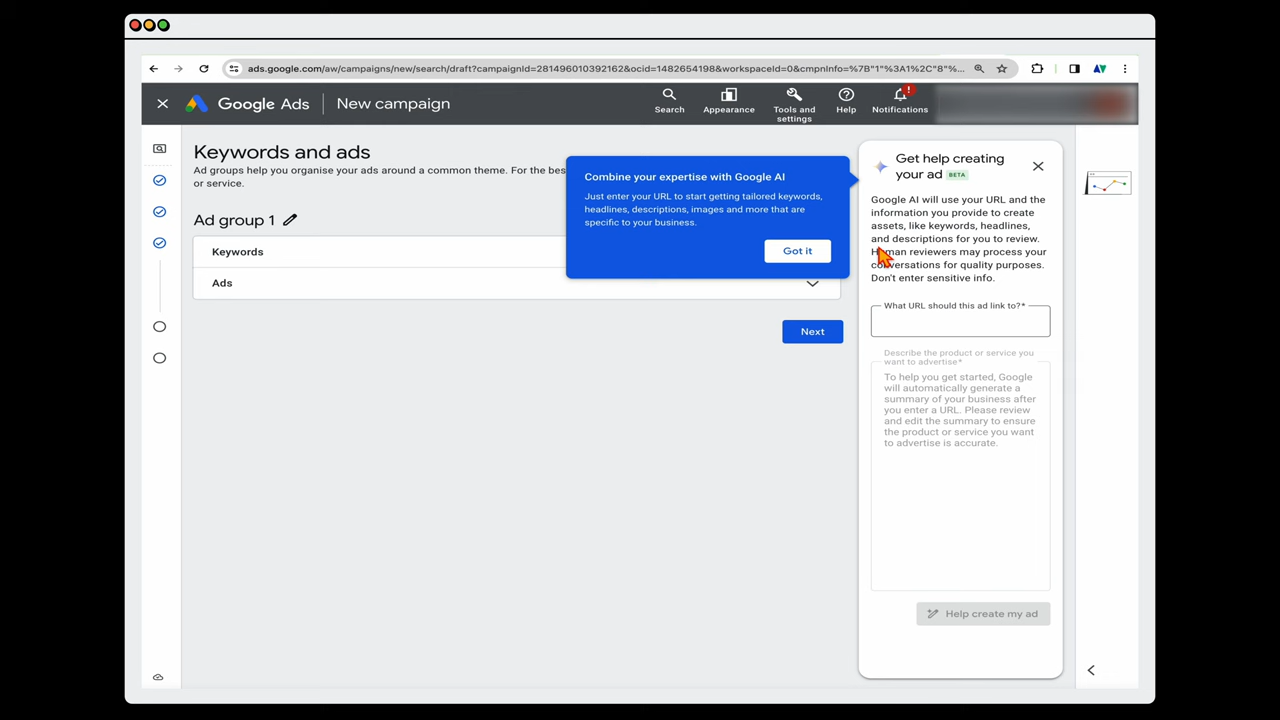 ads.google.com/aw/campaigns/new/search/draft?campaignId=281496010392162&ocid=1482654198&workspaceId=0&cmpnInfo=%7B"1"%3A1%2C"8"%...
Google Ads
New campaign
Search
Appearance
Tools and
settings
Help
!
Notifications
Keywords and ads
Ad groups help you organise your ads around a common theme. For the bes
or service.
Ad group 1
Keywords
Ads
Next
Combine your expertise with Google AI
Just enter your URL to start getting tailored keywords,
headlines, descriptions, images and more that are
specific to your business.
Got it
Get help creating
your ad BETA
Google AI will use your URL and the
information you provide to create
assets, like keywords, headlines,
and descriptions for you to review.
Human reviewers may process your
conversations for quality purposes.
Don't enter sensitive info.
What URL should this ad link to?*
Describe the product or service you
want to advertise*
To help you get started, Google
will automatically generate a
summary of your business after
you enter a URL. Please review
and edit the summary to ensure
the product or service you want
to advertise is accurate.
Help create my ad